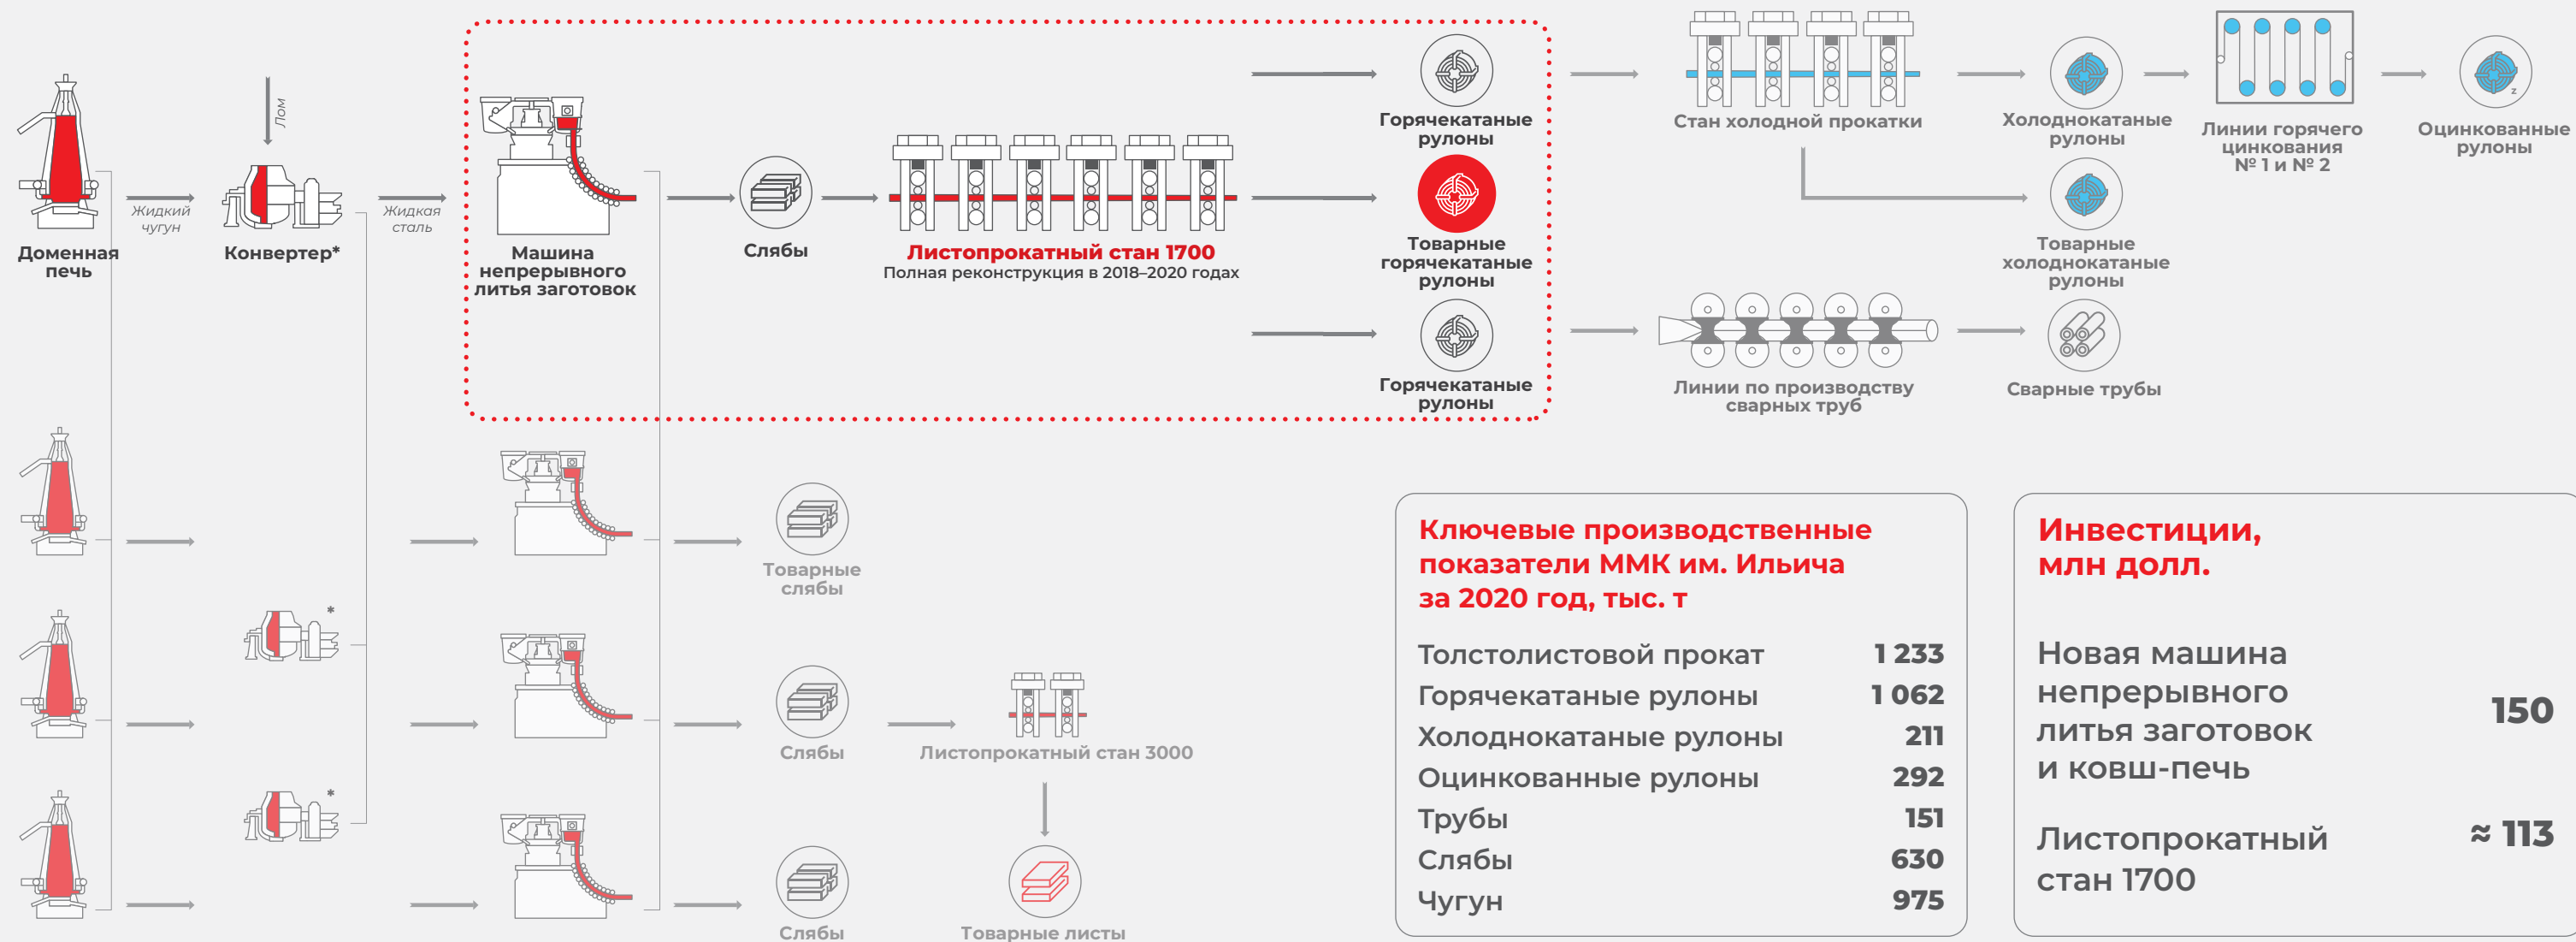 Доменная
печь
Жидкий
чугун
Лом
Конвертер*
Жидкая
сталь
Машина
непрерывного
литья заготовок
Слябы
Листопрокатный стан 1700
Полная реконструкция в 2018–2020 годах
Горячекатаные
рулоны
Товарные
горячекатаные
рулоны
Горячекатаные
рулоны
Стан холодной прокатки
Холоднокатаные
рулоны
Линии горячего
цинкования
№ 1 и № 2
z
Оцинкованные
рулоны
Товарные
холоднокатаные
рулоны
Линии по производству
сварных труб
Сварные трубы
Товарные
слябы
*
Слябы
Листопрокатный стан 3000
*
Слябы
Товарные листы
Ключевые производственные
показатели ММК им. Ильича
за 2020 год, тыс. т
Толстолистовой прокат 1 233
Горячекатаные рулоны 1 062
Холоднокатаные рулоны 211
Оцинкованные рулоны 292
Трубы 151
Слябы 630
Чугун 975
Инвестиции,
млн долл.
Новая машина
непрерывного
литья заготовок
и ковш-печь
150
Листопрокатный
стан 1700
≈ 113